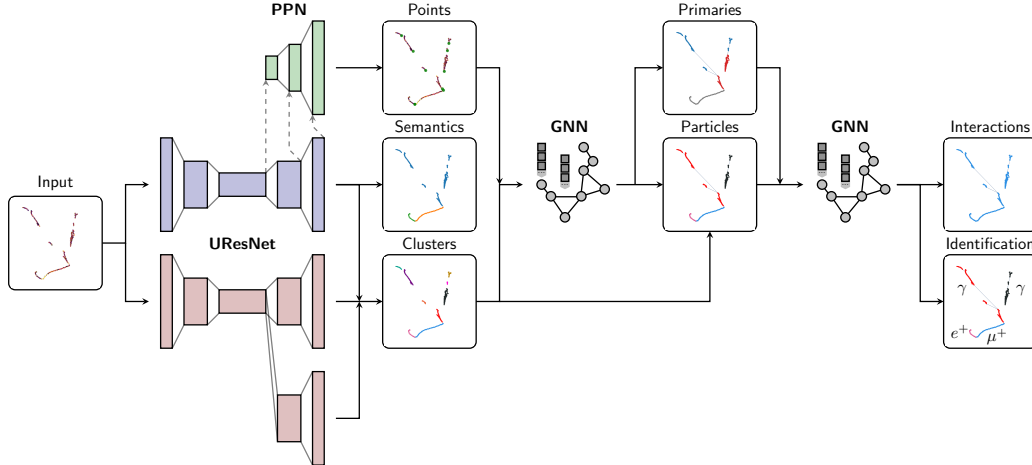 PPN
Points
Primaries
Semantics
GNN
Particles
GNN
Interactions
Input
UResNet
Clusters
Identification
γ
γ
e⁺
μ⁺